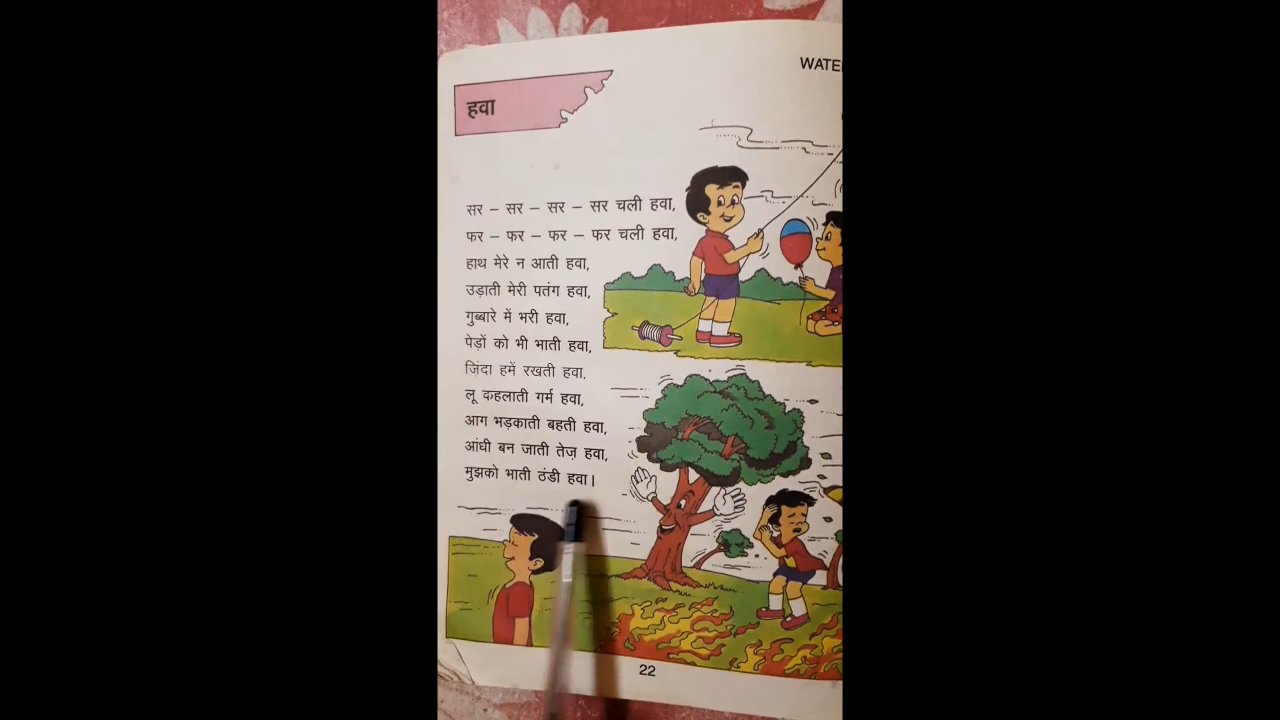 WATE
हवा
सर – सर – सर – सर चली हवा,
फर – फर – फर – फर चली हवा,
हाथ मेरे न आती हवा,
उड़ाती मेरी पतंग हवा,
गुब्बारे में भरी हवा,
पेड़ों को भी भाती हवा,
जिंदा हमें रखती हवा,
लू कहलाती गर्म हवा,
आग भड़काती बहती हवा,
आंधी बन जाती तेज़ हवा,
मुझको भाती ठंडी हवा।
22